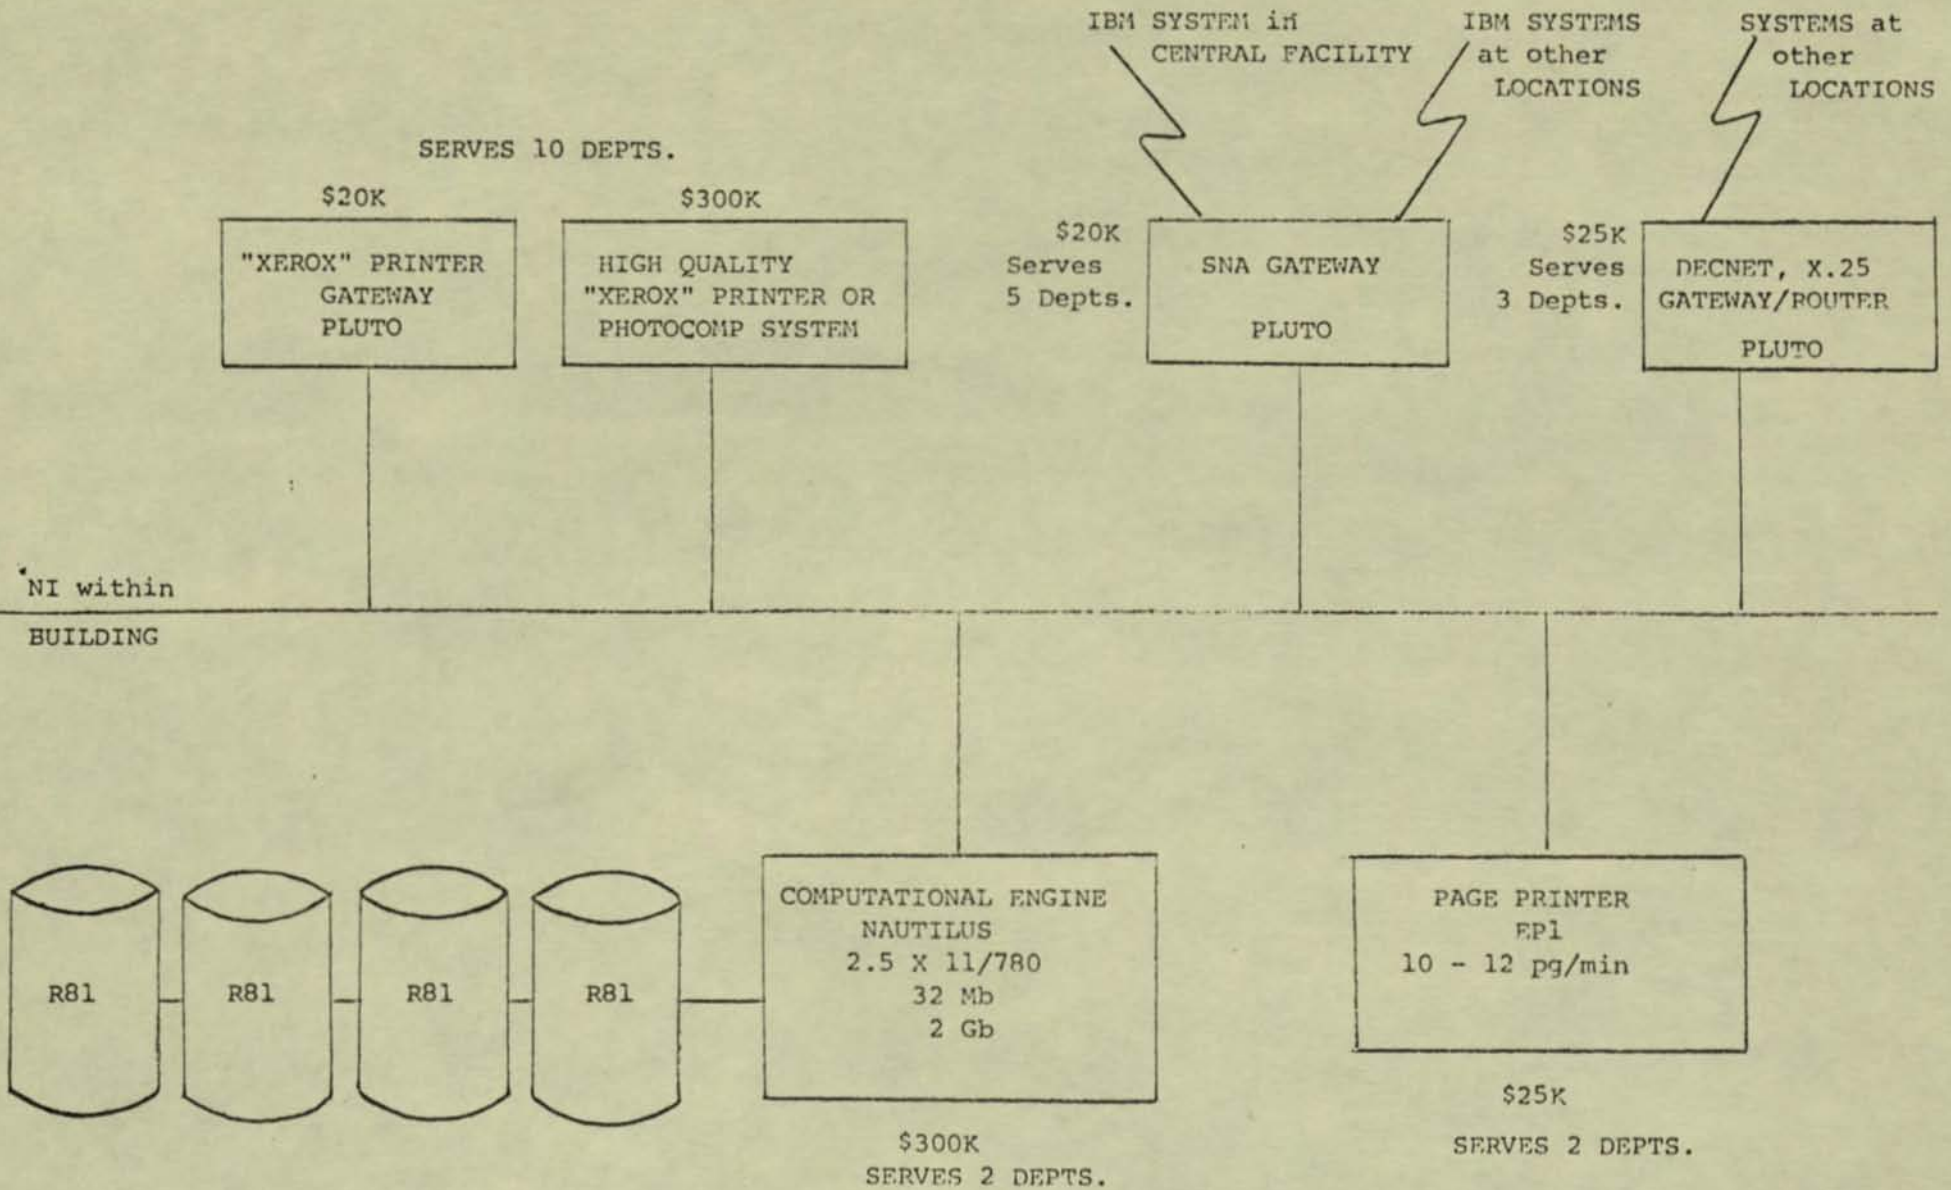 IBM SYSTEM in
CENTRAL FACILITY
IBM SYSTEMS
at other
LOCATIONS
SYSTEMS at
other
LOCATIONS
SERVES 10 DEPTS.
$20K
"XEROX" PRINTER
GATEWAY
PLUTO
$300K
HIGH QUALITY
"XEROX" PRINTER OR
PHOTOCOMP SYSTEM
$20K
Serves
5 Depts.
SNA GATEWAY
PLUTO
$25K
Serves
3 Depts.
DECNET, X.25
GATEWAY/ROUTER
PLUTO
NI within
BUILDING
R81
R81
R81
R81
COMPUTATIONAL ENGINE
NAUTILUS
2.5 X 11/780
32 Mb
2 Gb
$300K
SERVES 2 DEPTS.
PAGE PRINTER
EP1
10 - 12 pg/min
$25K
SERVES 2 DEPTS.